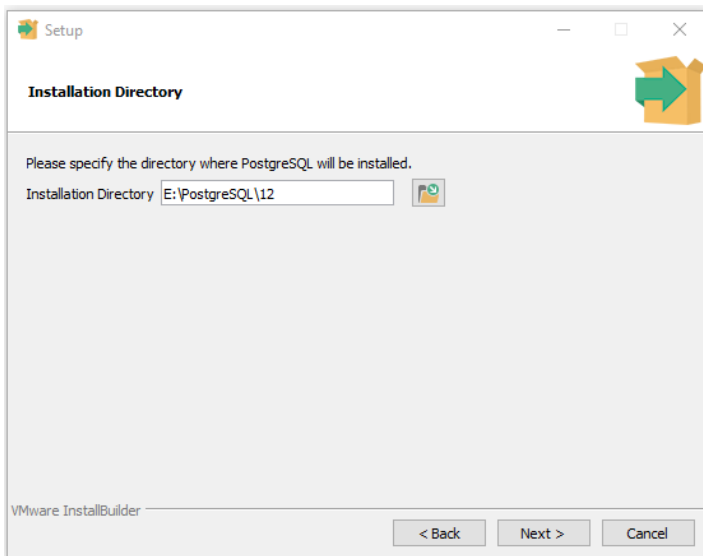 Setup
Installation Directory
Please specify the directory where PostgreSQL will be installed.
Installation Directory E:\PostgreSQL\12
VMware InstallBuilder
< Back Next > Cancel